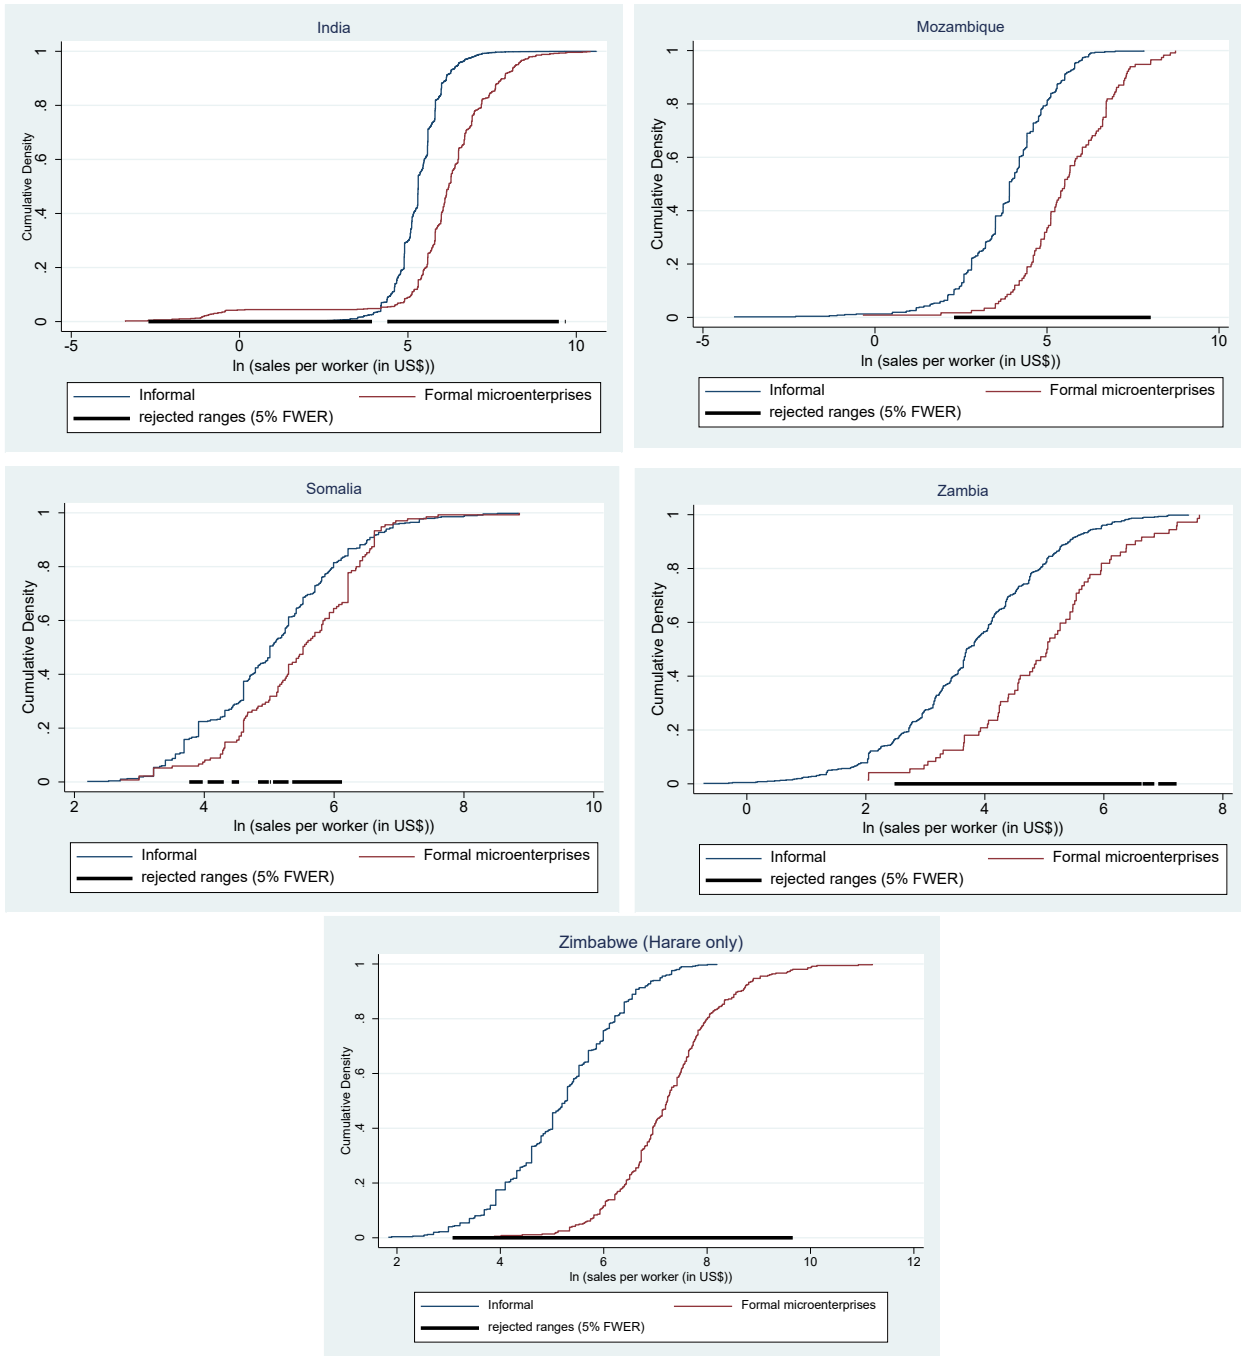 India
Cumulative Density
1
.8
.6
.4
.2
0
-5 0 5 10
ln (sales per worker (in US$))
Informal Formal microenterprises
rejected ranges (5% FWER)
Mozambique
Cumulative Density
1
.8
.6
.4
.2
0
-5 0 5 10
ln (sales per worker (in US$))
Informal Formal microenterprises
rejected ranges (5% FWER)
Somalia
Cumulative Density
1
.8
.6
.4
.2
0
2 4 6 8 10
ln (sales per worker (in US$))
Informal Formal microenterprises
rejected ranges (5% FWER)
Zambia
Cumulative Density
1
.8
.6
.4
.2
0
0 2 4 6 8
ln (sales per worker (in US$))
Informal Formal microenterprises
rejected ranges (5% FWER)
Zimbabwe (Harare only)
Cumulative Density
1
.8
.6
.4
.2
0
2 4 6 8 10 12
ln (sales per worker (in US$))
Informal Formal microenterprises
rejected ranges (5% FWER)